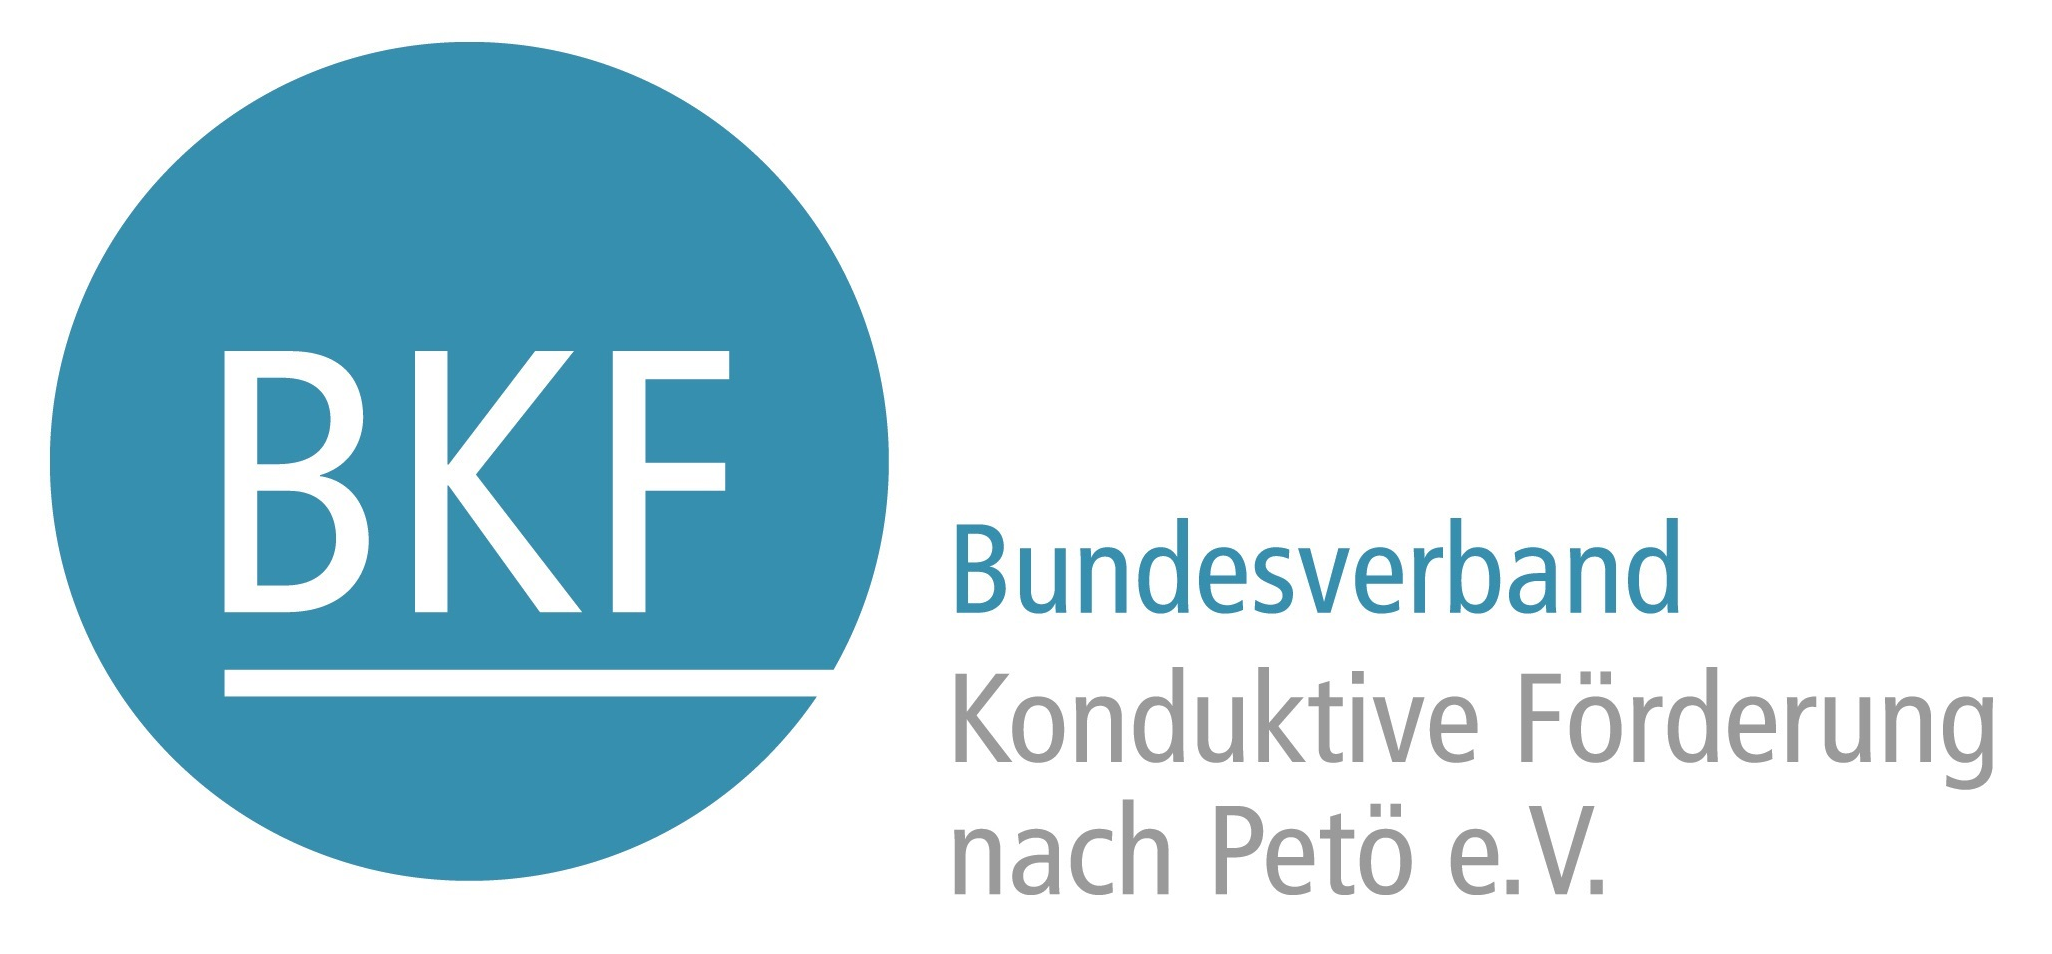 BKF
Bundesverband
Konduktive Förderung
nach Petö e.V.